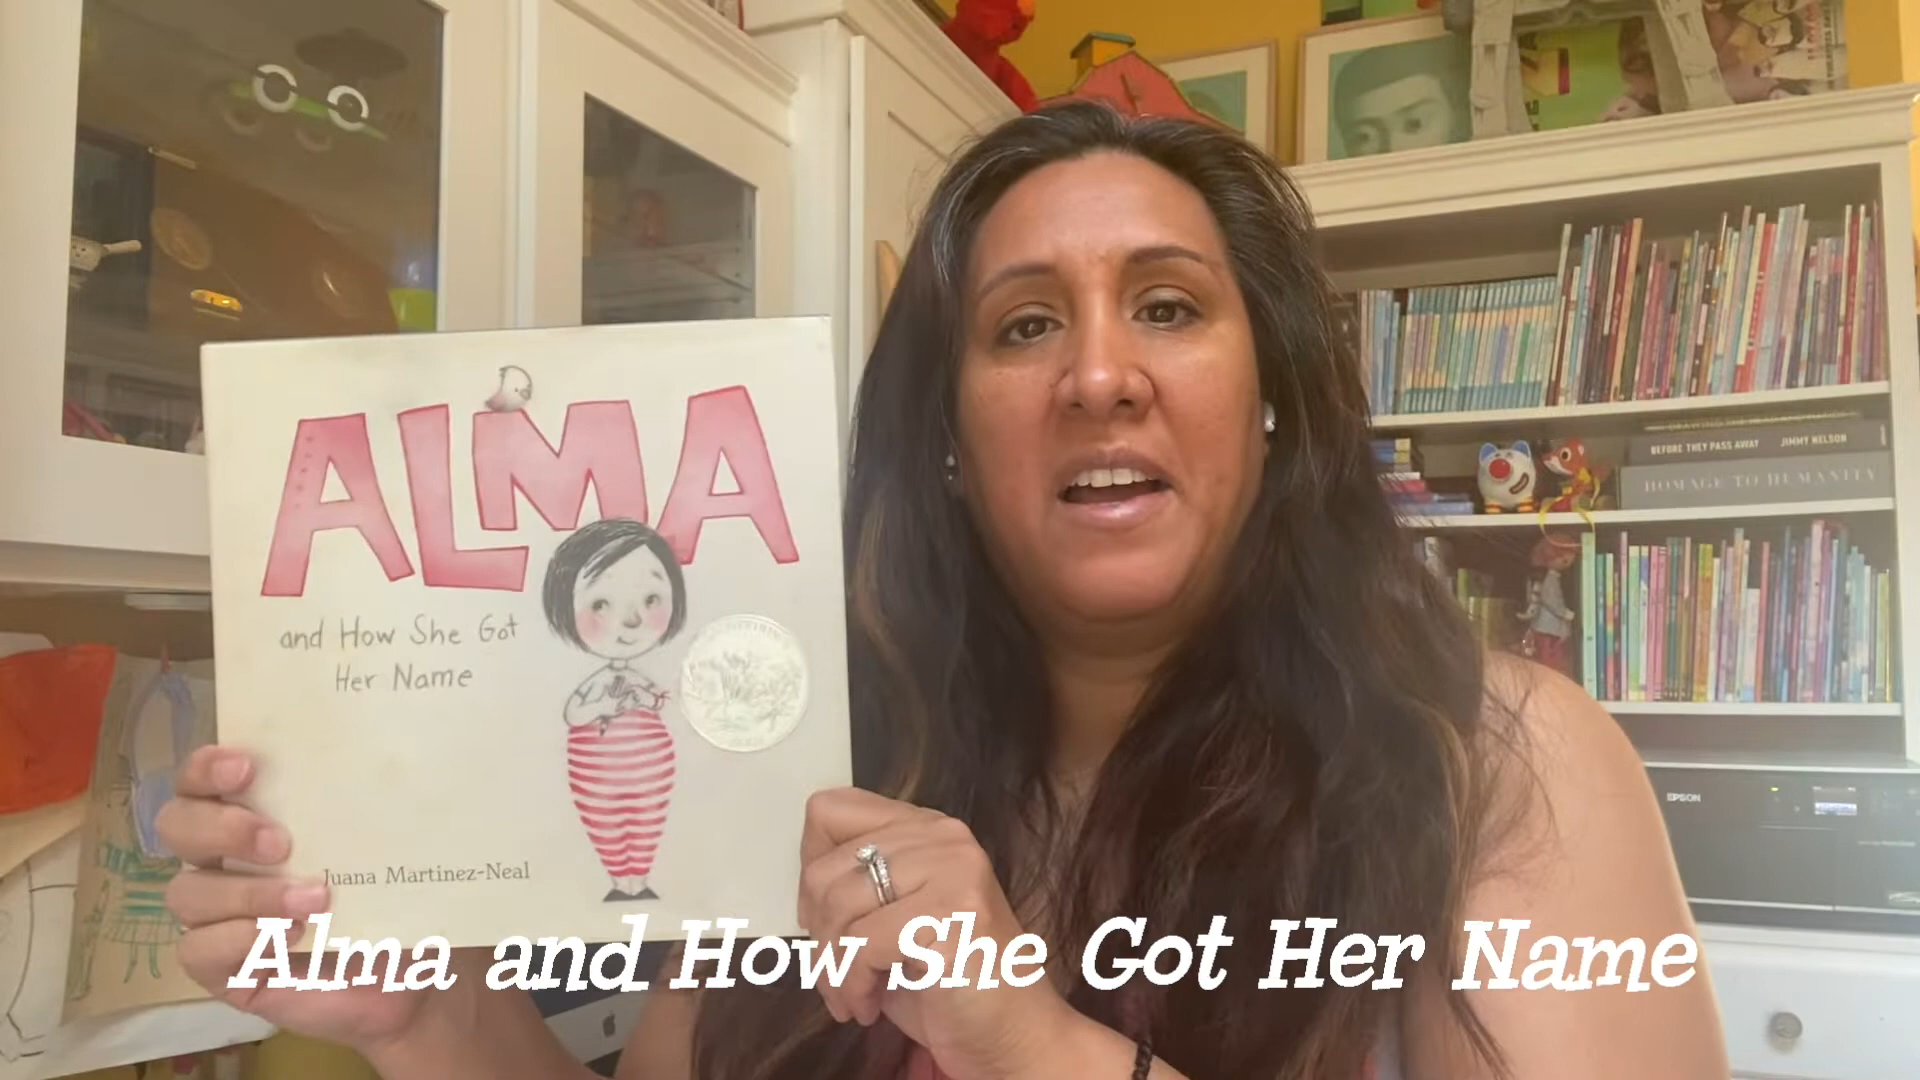 ALMA
and How She Got
Her Name
Juana Martinez-Neal
BEFORE THEY PASS AWAY JIMMY NELSON
HOMAGE TO HUMANITY
EPSON
Alma and How She Got Her Name